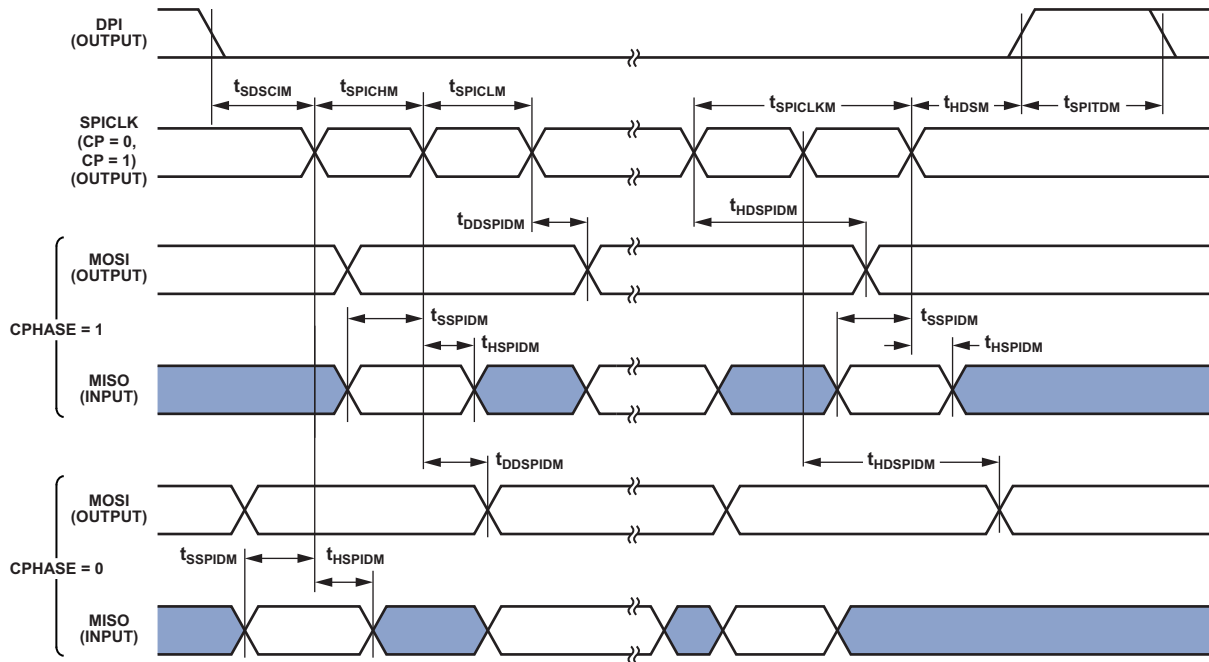 DPI
(OUTPUT)
tSDSCIM tSPICHM tSPICLM tSPICLKM tHDSM tSPITDM
SPICLK
(CP = 0,
CP = 1)
(OUTPUT)
tDDSPIDM tHDSPIDM
MOSI
(OUTPUT)
CPHASE = 1
tSSPIDM tSSPIDM
tHSPIDM tHSPIDM
MISO
(INPUT)
tDDSPIDM tHDSPIDM
MOSI
(OUTPUT)
tSSPIDM tHSPIDM
CPHASE = 0
MISO
(INPUT)